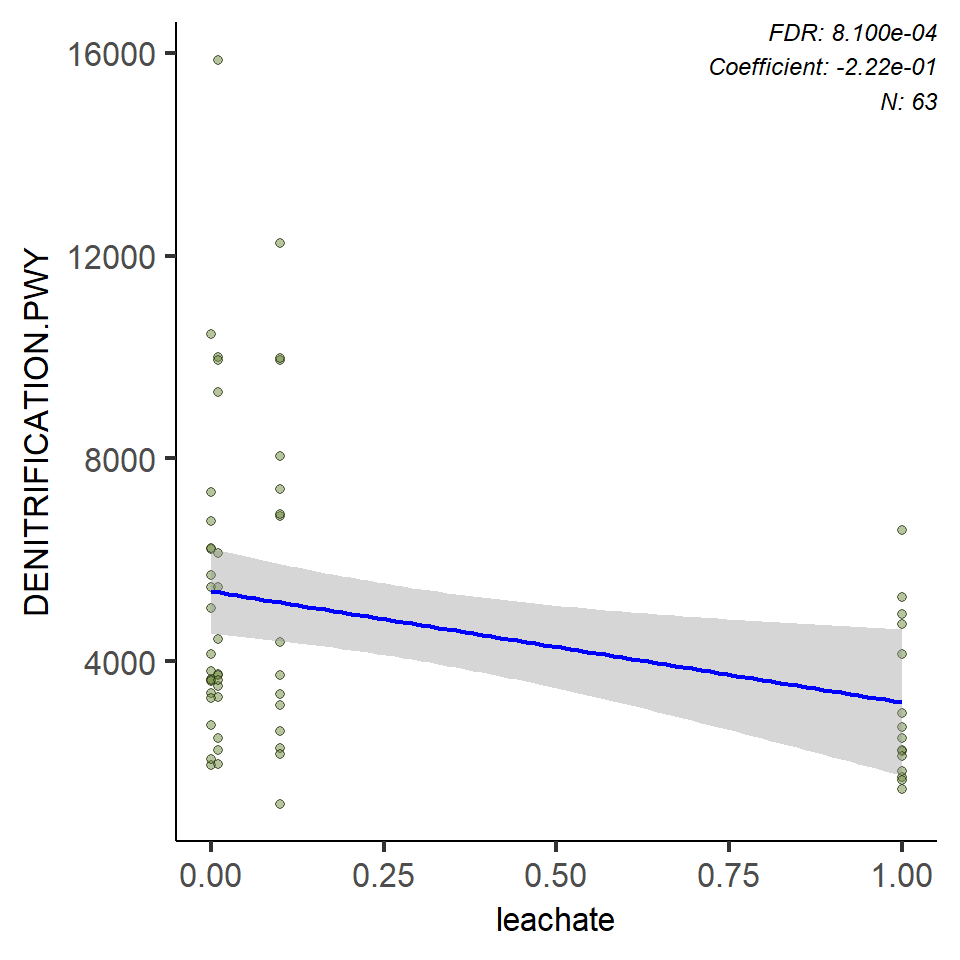 FDR: 8.100e-04
Coefficient: -2.22e-01
N: 63
16000
12000
8000
4000
DENITRIFICATION.PWY
0.00 0.25 0.50 0.75 1.00
leachate